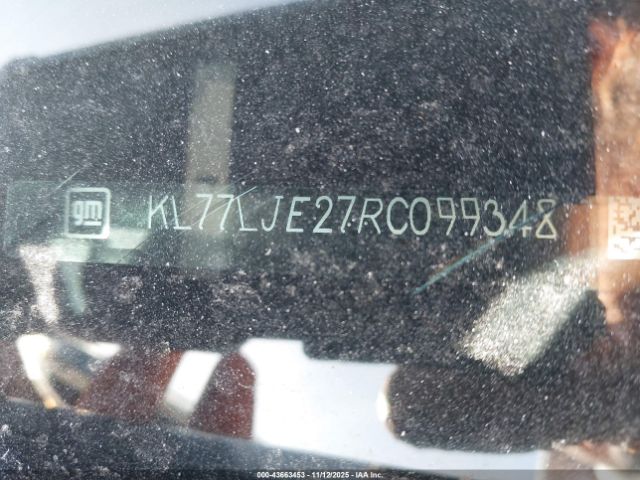 gm KL77LJE27RC099348
000-43663453 - 11/12/2025 - IAA Inc.